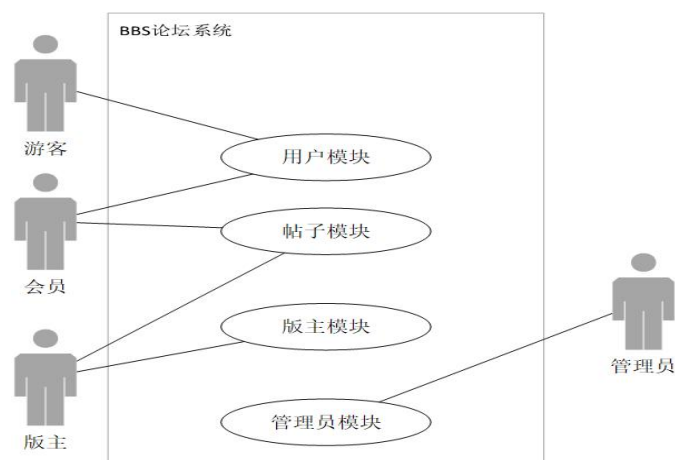 BBS论坛系统
游客
用户模块
会员
帖子模块
版主模块
管理员
版主
管理员模块